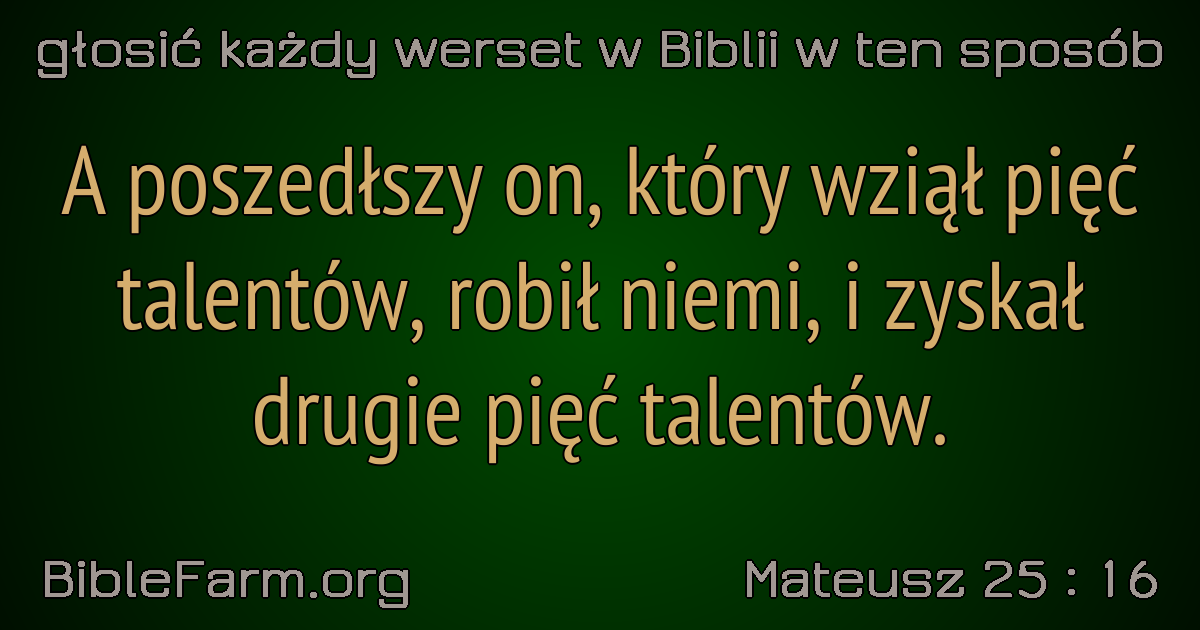 głosić każdy werset w Biblii w ten sposób
A poszedłszy on, który wziął pięć
talentów, robił niemi, i zyskał
drugie pięć talentów.
BibleFarm.org
Mateusz 25 : 16